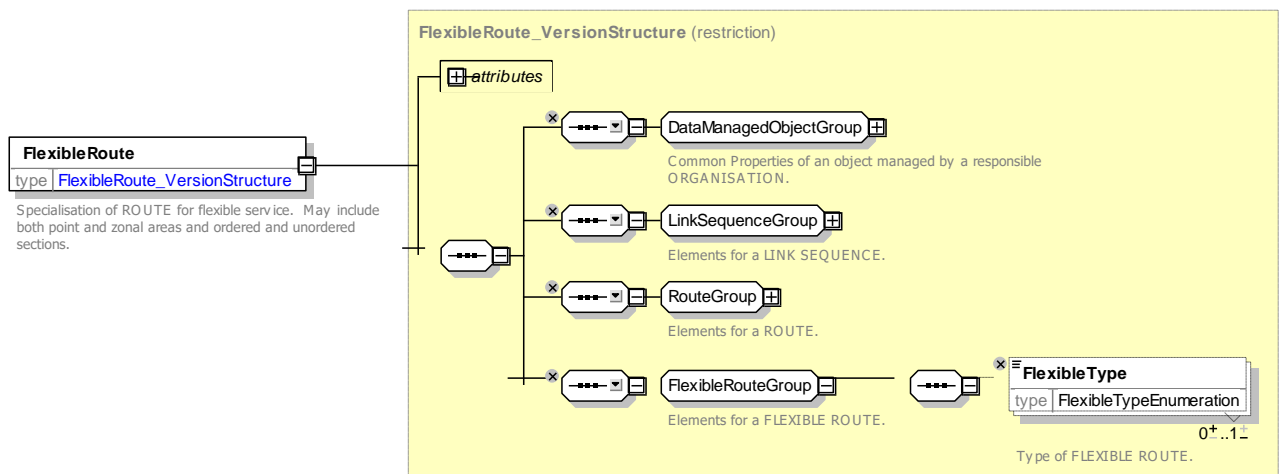 FlexibleRoute_VersionStructure (restriction)
attributes
DataManagedObjectGroup
Common Properties of an object managed by a responsible
ORGANISATION.
FlexibleRoute
type FlexibleRoute_VersionStructure
Specialisation of ROUTE for flexible service. May include
both point and zonal areas and ordered and unordered
sections.
LinkSequenceGroup
Elements for a LINK SEQUENCE.
RouteGroup
Elements for a ROUTE.
FlexibleRouteGroup
Elements for a FLEXIBLE ROUTE.
FlexibleType
type FlexibleTypeEnumeration
0±..1±
Type of FLEXIBLE ROUTE.